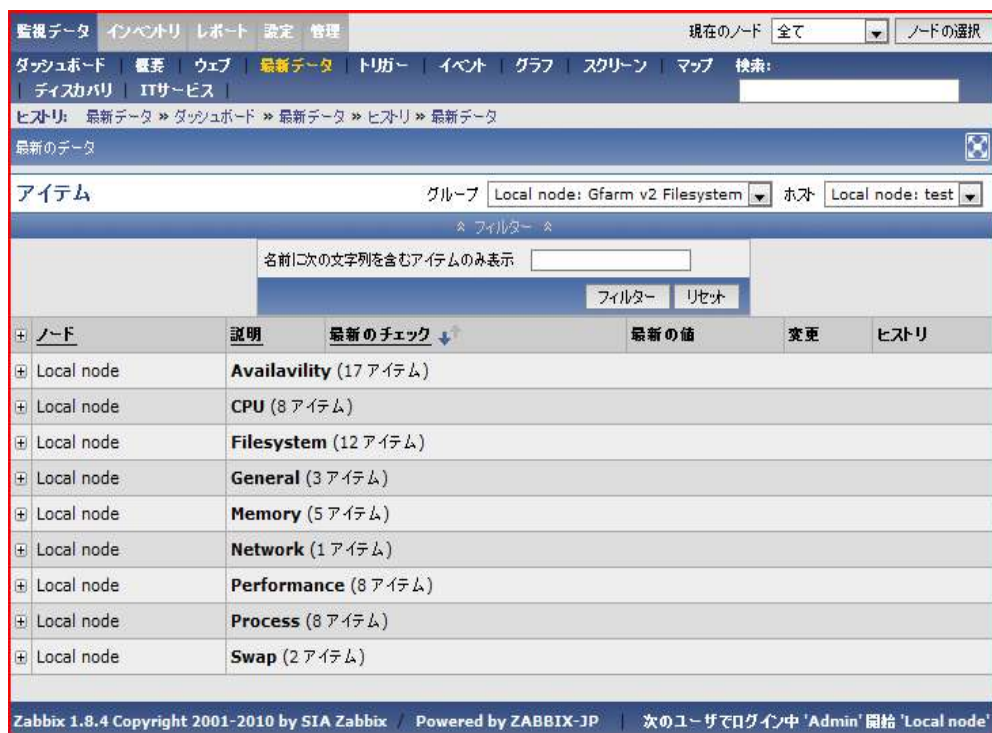 監視データ インベントリ レポート 設定 管理 現在のノード 全て ノードの選択
ダッシュボード | 概要 | ウェブ | 最新データ | トリガー | イベント | グラフ | スクリーン | マップ 検索:
| ディスカバリ | ITサービス |
ヒストリ: 最新データ » ダッシュボード » 最新データ » ヒストリ » 最新データ
最新のデータ
アイテム グループ Local node: Gfarm v2 Filesystem ホスト Local node: test
フィルター
名前に次の文字列を含むアイテムのみ表示
フィルター リセット
ノード 説明 最新のチェック 最新の値 変更 ヒストリ
Local node Availavility (17 アイテム)
Local node CPU (8 アイテム)
Local node Filesystem (12 アイテム)
Local node General (3 アイテム)
Local node Memory (5 アイテム)
Local node Network (1 アイテム)
Local node Performance (8 アイテム)
Local node Process (8 アイテム)
Local node Swap (2 アイテム)
Zabbix 1.8.4 Copyright 2001-2010 by SIA Zabbix / Powered by ZABBIX-JP | 次のユーザでログイン中 'Admin' 開始 'Local node'